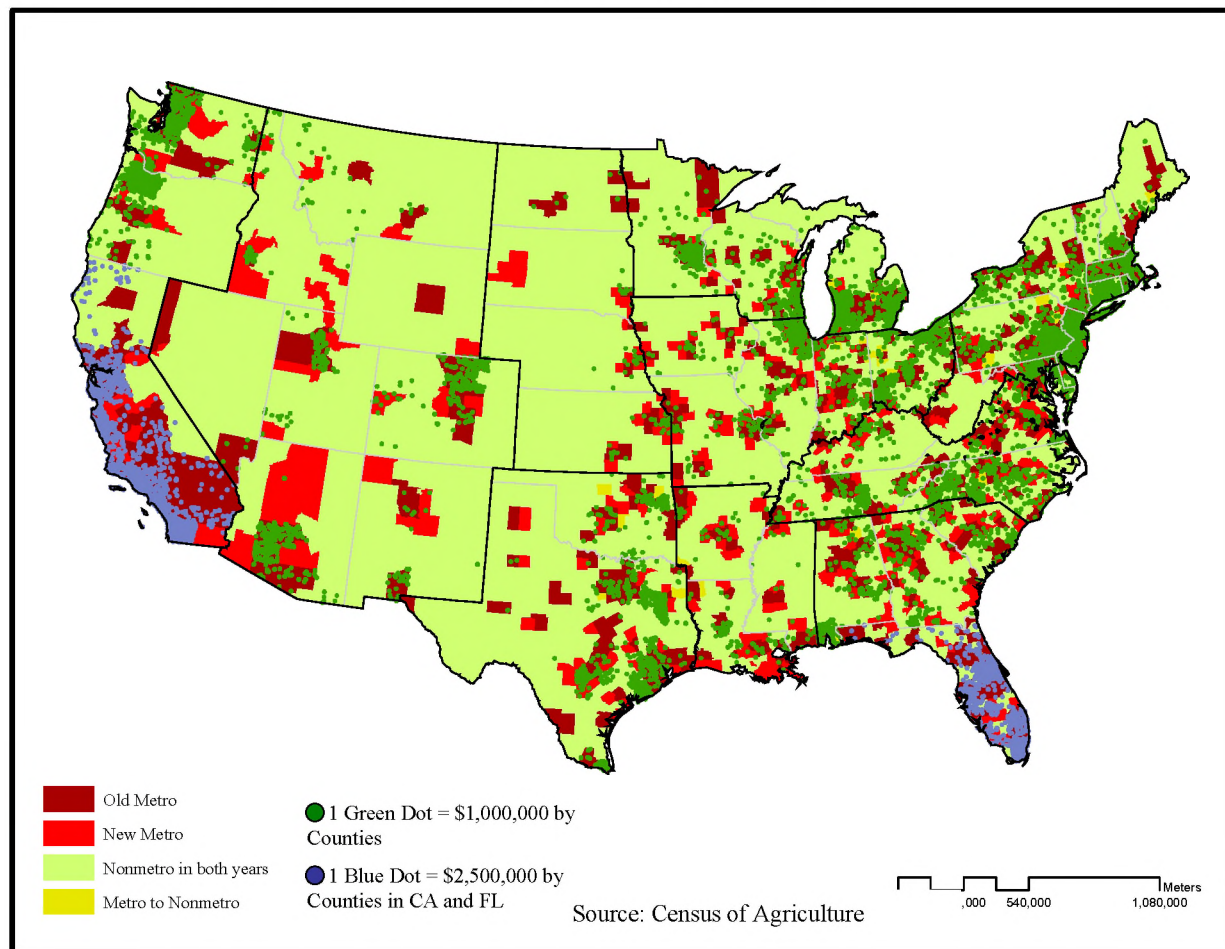 Old Metro
New Metro
Nonmetro in both years
Metro to Nonmetro
1 Green Dot = $1,000,000 by
Counties
1 Blue Dot = $2,500,000 by
Counties in CA and FL
Source: Census of Agriculture
Meters
,000 540,000 1,080,000